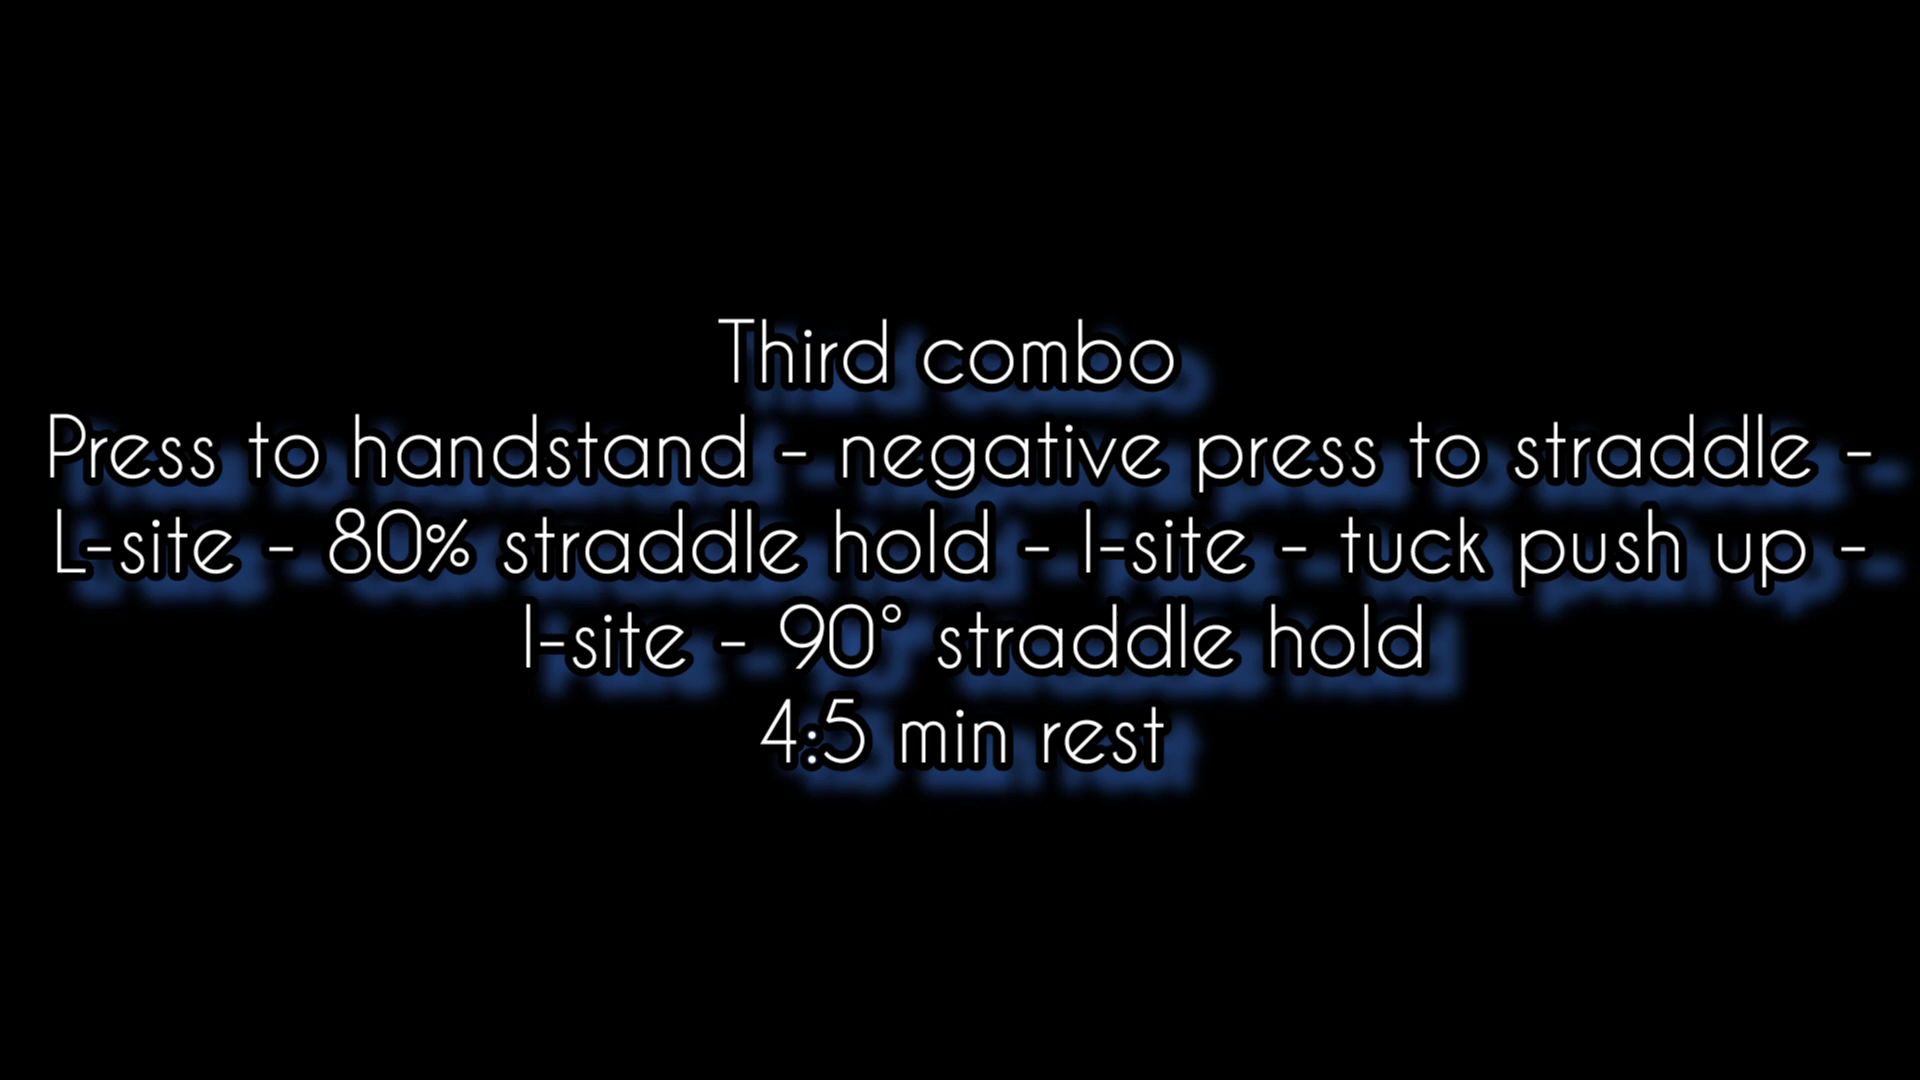 Third combo
Press to handstand - negative press to straddle -
L-site - 80% straddle hold - l-site - tuck push up -
l-site - 90° straddle hold
4:5 min rest